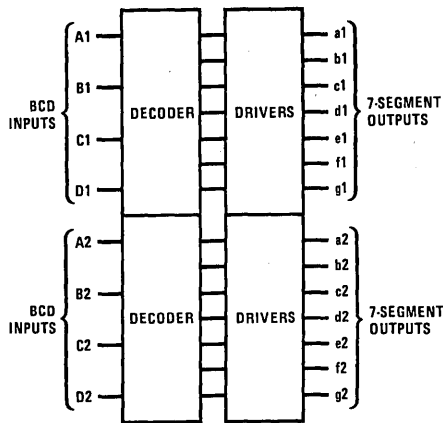 A1
B1
C1
D1
BCD
INPUTS
DECODER
DRIVERS
a1
b1
c1
d1
e1
f1
g1
7-SEGMENT
OUTPUTS
A2
B2
C2
D2
BCD
INPUTS
DECODER
DRIVERS
a2
b2
c2
d2
e2
f2
g2
7-SEGMENT
OUTPUTS